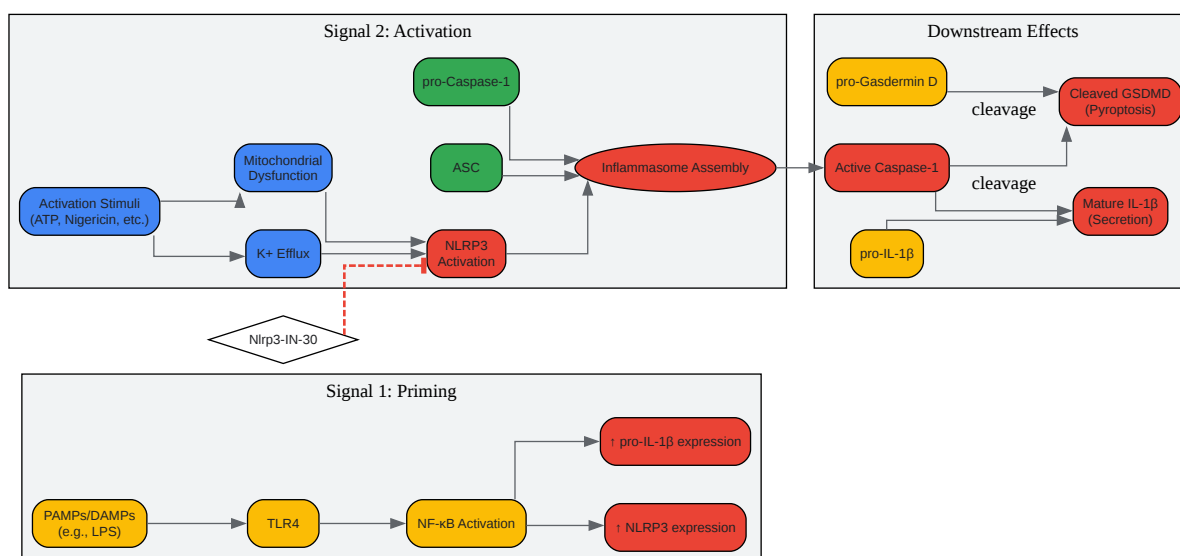 Signal 2: Activation
Downstream Effects
pro-Caspase-1
pro-Gasdermin D
Cleaved GSDMD
(Pyroptosis)
cleavage
Mitochondrial
Dysfunction
ASC
Inflammasome Assembly
Active Caspase-1
cleavage
Activation Stimuli
(ATP, Nigericin, etc.)
Mature IL-1β
(Secretion)
K+ Efflux
NLRP3
Activation
pro-IL-1β
Nlrp3-IN-30
Signal 1: Priming
↑ pro-IL-1β expression
PAMPs/DAMPs
(e.g., LPS)
TLR4
NF-κB Activation
↑ NLRP3 expression